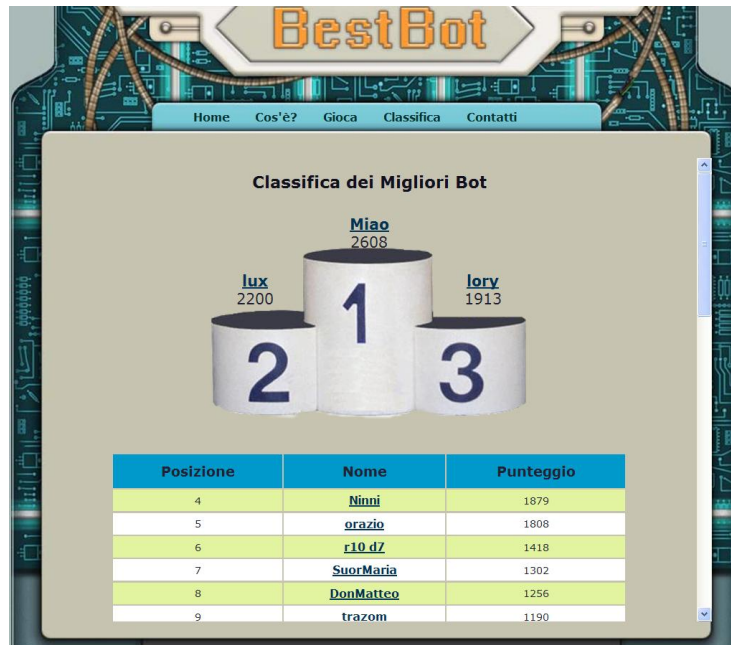 BestBot
Home Cos'è? Gioca Classifica Contatti
Classifica dei Migliori Bot
Miao
2608
lux
2200
lory
1913
1
2
3
Posizione Nome Punteggio
4 Ninni 1879
5 orazio 1808
6 r10 d7 1418
7 SuorMaria 1302
8 DonMatteo 1256
9 trazom 1190